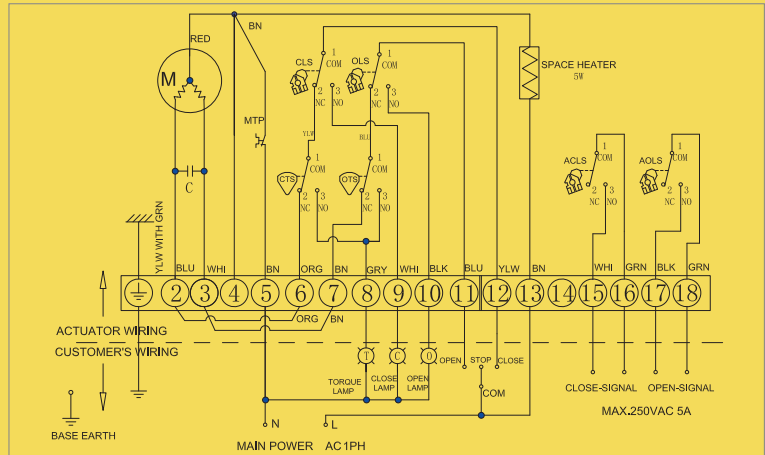 BN
RED
M
MTP
C
CLS
1
COM
2
NC
3
NO
OLS
1
COM
2
NC
3
NO
SPACE HEATER
5W
YLW
BLU
CTS
1
COM
2
NC
3
NO
OTS
1
COM
2
NC
3
NO
ACLS
1
COM
2
NC
3
NO
AOLS
1
COM
2
NC
3
NO
YLW WITH GRN
BLU WHI BN ORG BN GRY WHI BLK BLU YLW BN WHI GRN BLK GRN
2 3 4 5 6 7 8 9 10 11 12 13 14 15 16 17 18
ORG BN
ACTUATOR WIRING
CUSTOMER'S WIRING
T C O
OPEN STOP CLOSE
TORQUE LAMP
CLOSE LAMP
OPEN LAMP
COM
CLOSE-SIGNAL OPEN-SIGNAL
MAX.250VAC 5A
BASE EARTH
N L
MAIN POWER AC 1PH